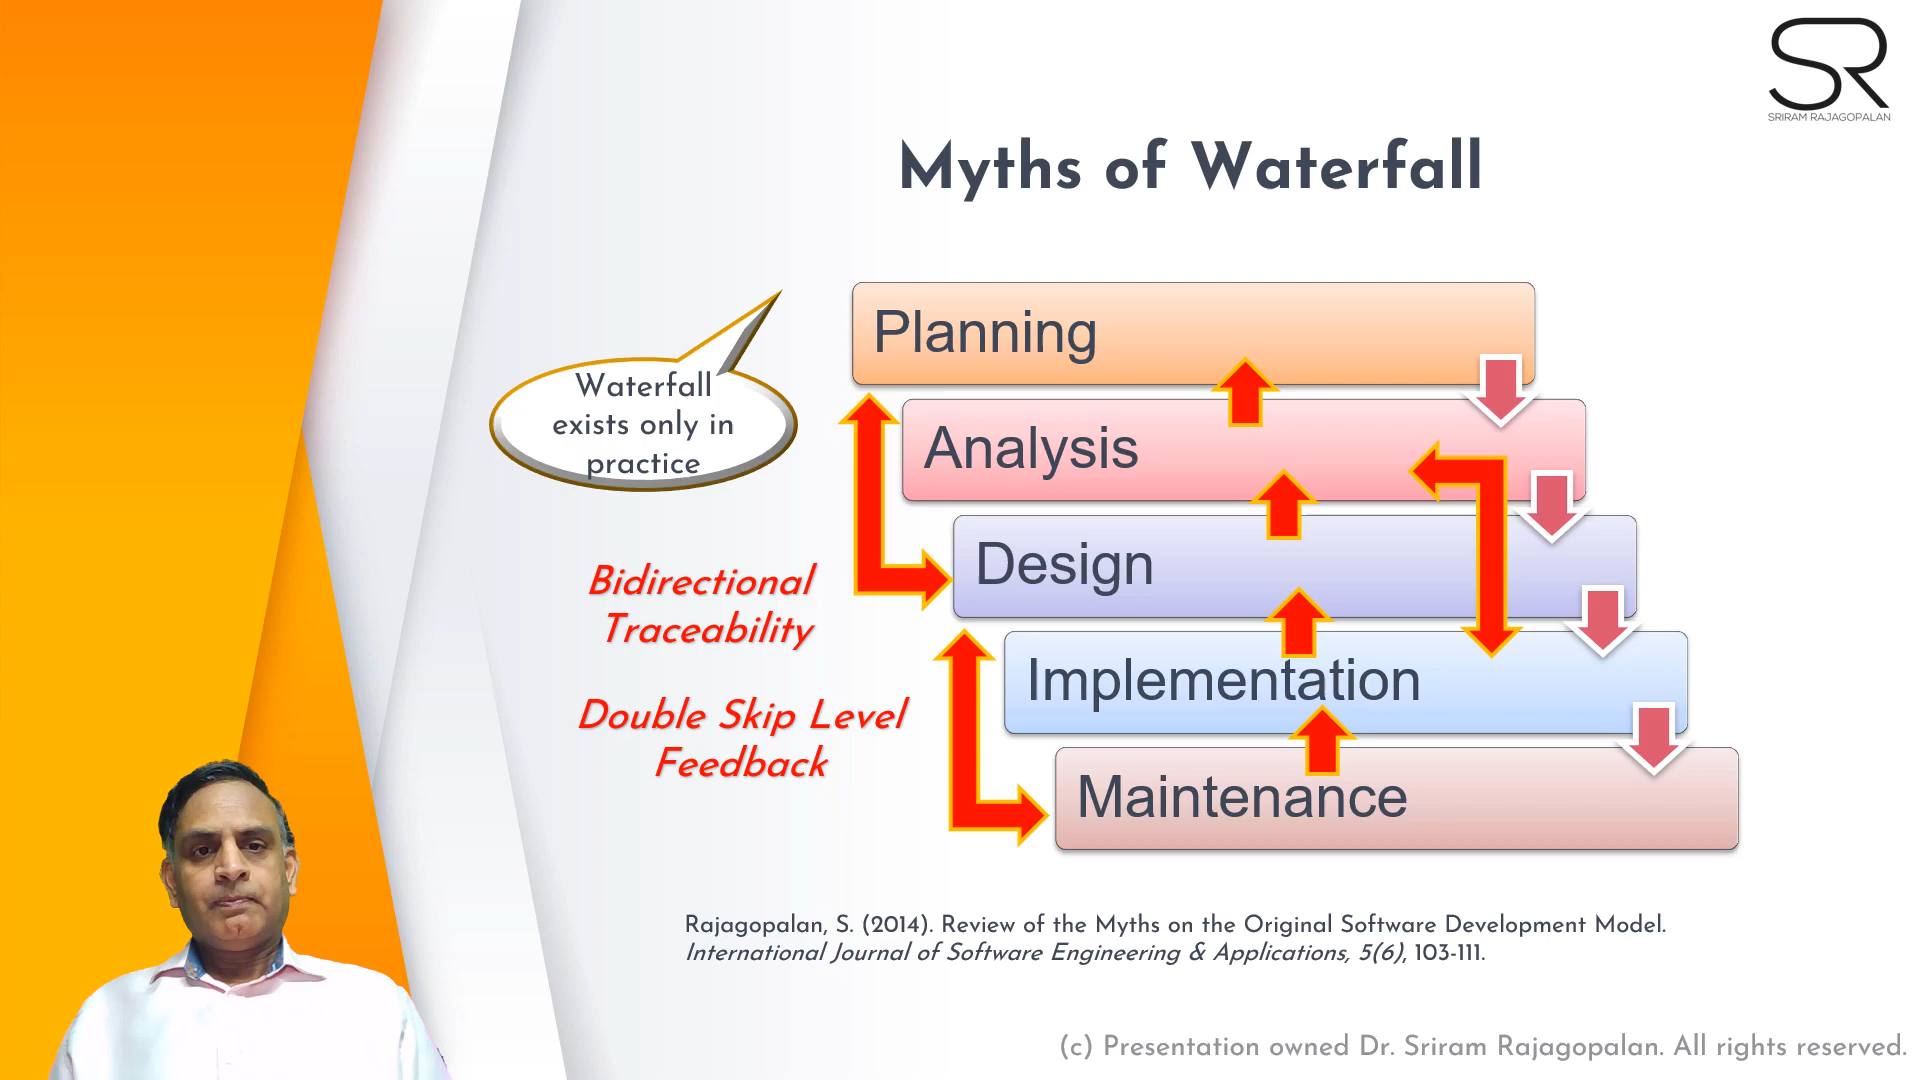 SR
SRIRAM RAJAGOPALAN
Myths of Waterfall
Waterfall
exists only in
practice
Planning
Analysis
Design
Implementation
Maintenance
Bidirectional
Traceability
Double Skip Level
Feedback
Rajagopalan, S. (2014). Review of the Myths on the Original Software Development Model.
International Journal of Software Engineering & Applications, 5(6), 103-111.
(c) Presentation owned Dr. Sriram Rajagopalan. All rights reserved.